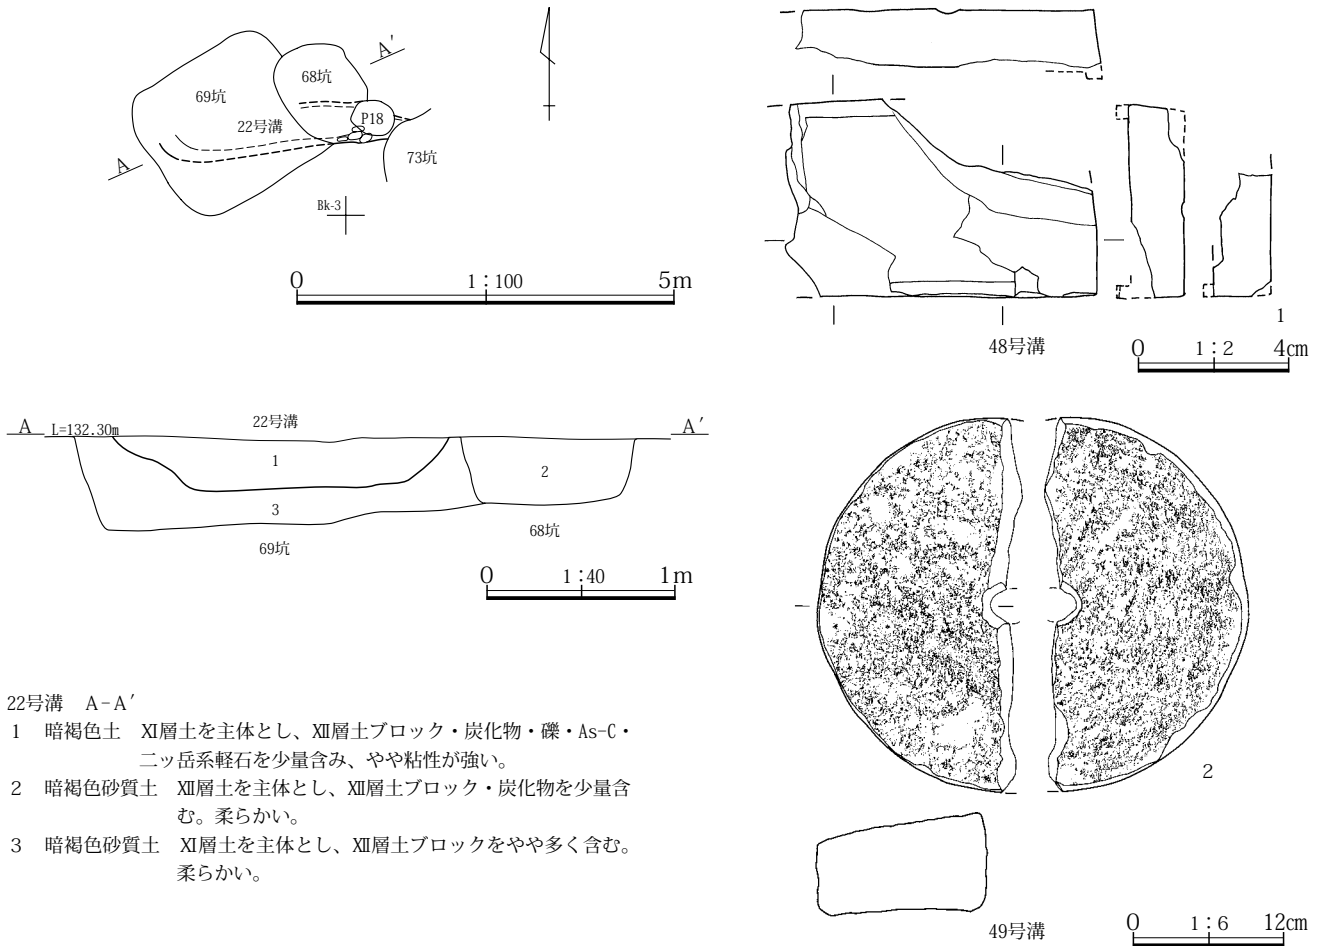 A′
68坑
69坑
P18
22号溝
73坑
A
Bk-3
0 1：100 5m
A L=132.30m 22号溝 A′
1
2
3
68坑
69坑
0 1：40 1m
22号溝 A-A′
1 暗褐色土 Ⅺ層土を主体とし、Ⅻ層土ブロック・炭化物・礫・As-C・
二ッ岳系軽石を少量含み、やや粘性が強い。
2 暗褐色砂質土 Ⅻ層土を主体とし、Ⅻ層土ブロック・炭化物を少量含
む。柔らかい。
3 暗褐色砂質土 Ⅺ層土を主体とし、Ⅻ層土ブロックをやや多く含む。
柔らかい。
1
48号溝
0 1：2 4cm
2
49号溝
0 1：6 12cm